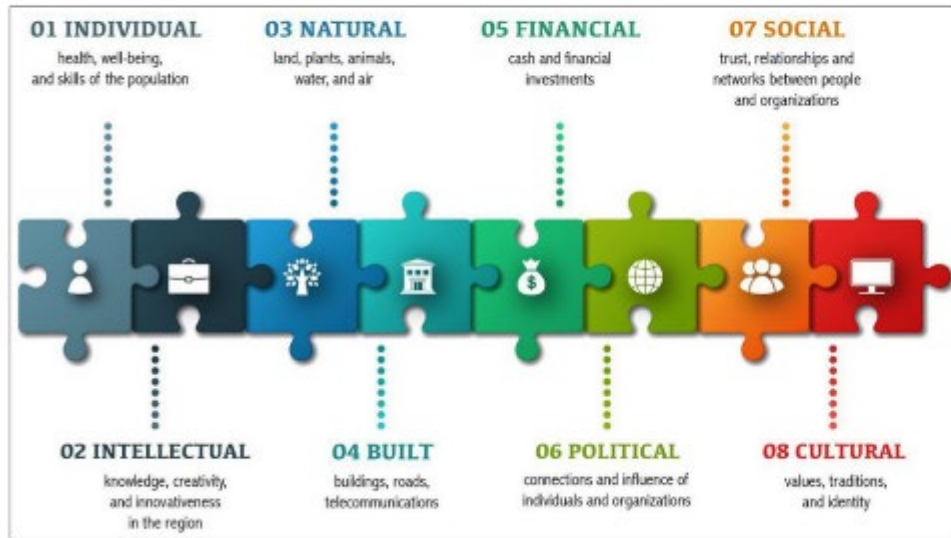 01 INDIVIDUAL
health, well-being,
and skills of the population
03 NATURAL
land, plants, animals,
water, and air
05 FINANCIAL
cash and financial
investments
07 SOCIAL
trust, relationships and
networks between people
and organizations
$
02 INTELLECTUAL
knowledge, creativity,
and innovativeness
in the region
04 BUILT
buildings, roads,
telecommunications
06 POLITICAL
connections and influence of
individuals and organizations
08 CULTURAL
values, traditions,
and identity